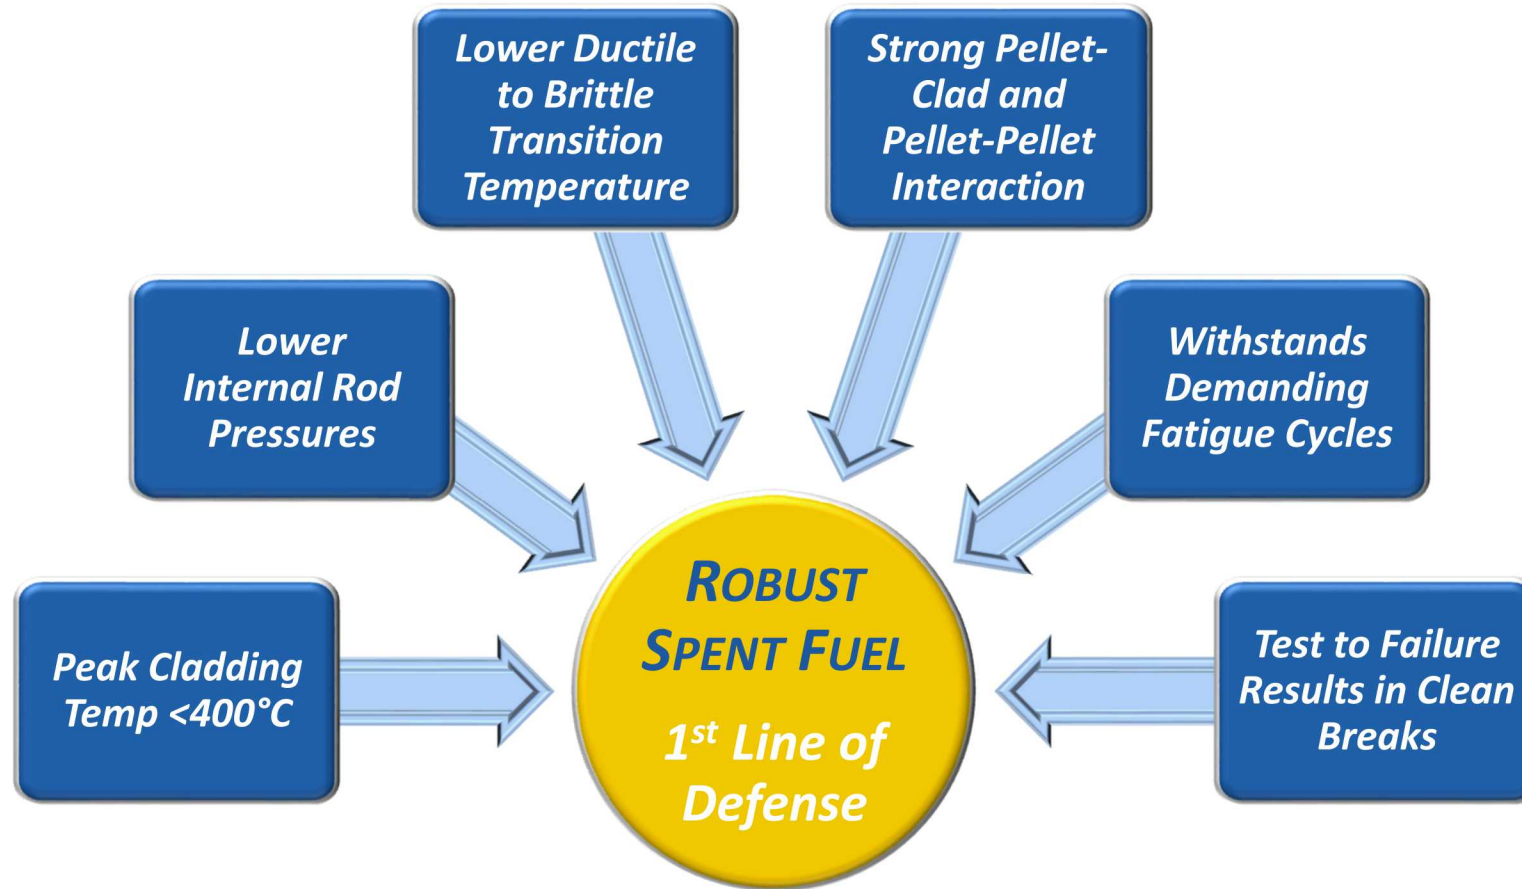 Lower Ductile
to Brittle
Transition
Temperature
Strong Pellet-
Clad and
Pellet-Pellet
Interaction
Lower
Internal Rod
Pressures
Withstands
Demanding
Fatigue Cycles
Peak Cladding
Temp <400°C
ROBUST
SPENT FUEL
1st Line of
Defense
Test to Failure
Results in Clean
Breaks